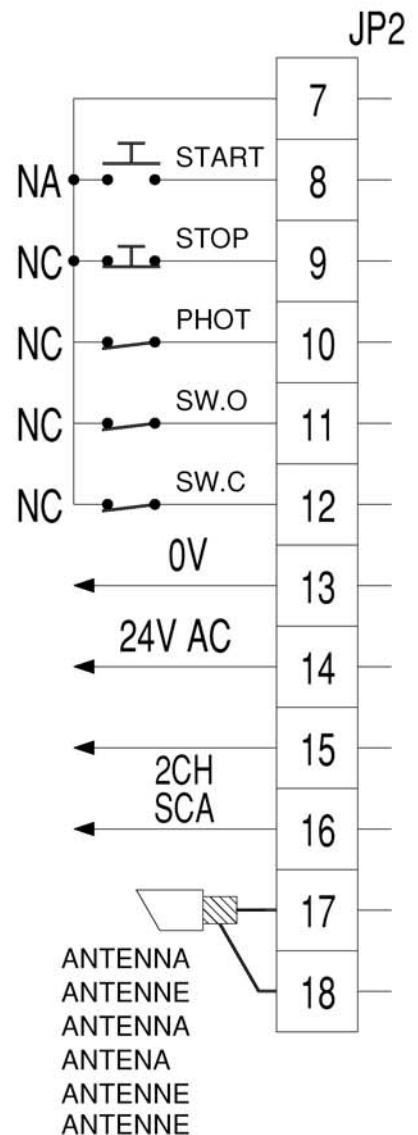 JP2
7
NA START 8
NC STOP 9
NC PHOT 10
NC SW.O 11
NC SW.C 12
0V 13
24V AC 14
15
2CH
SCA 16
17
ANTENNA
ANTENNE 18
ANTENNA
ANTENA
ANTENNE
ANTENNE